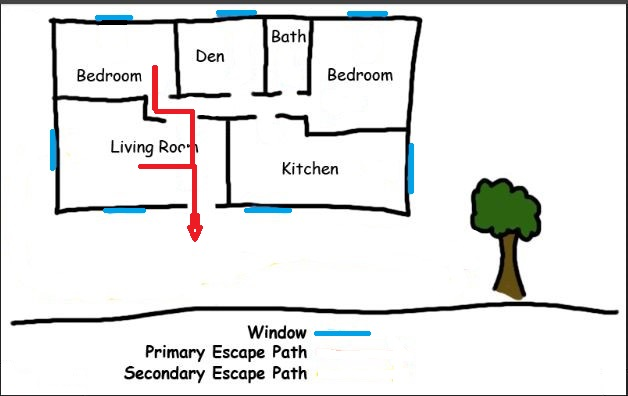 Bath
Den
Bedroom
Bedroom
Living Room
Kitchen
Window
Primary Escape Path
Secondary Escape Path